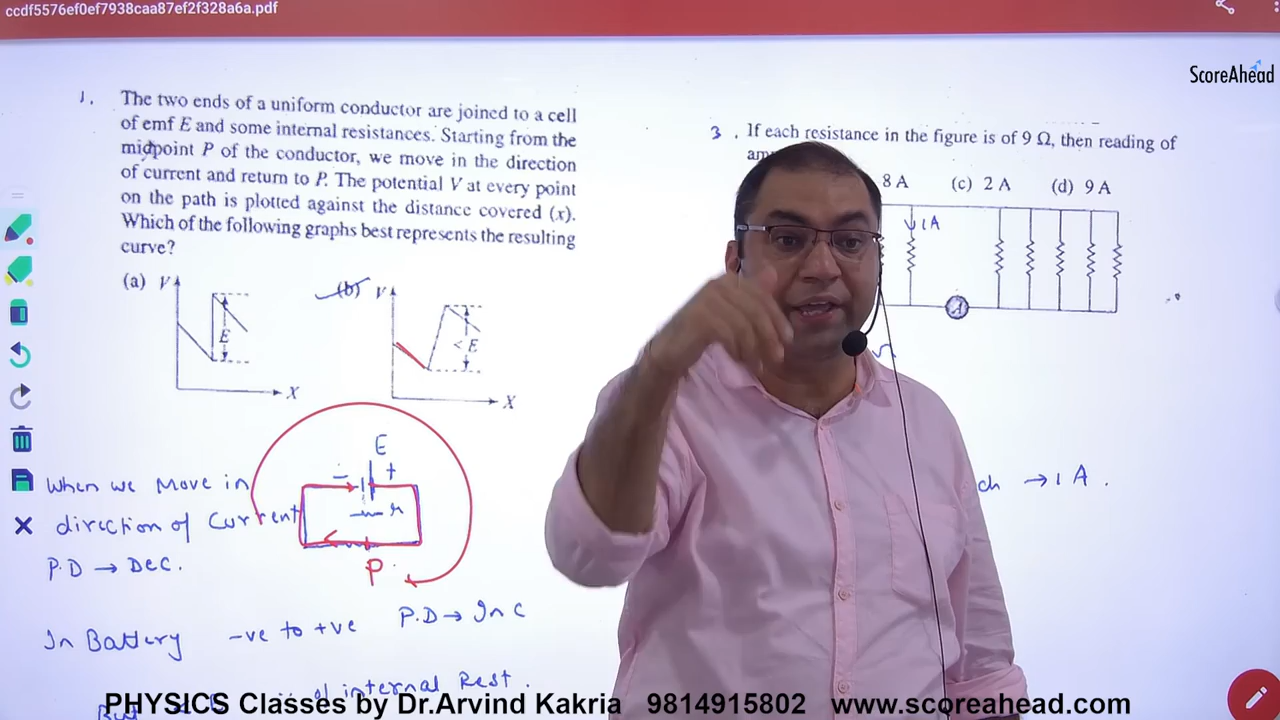 ccdf5576ef0ef7938caa87ef2f328a6a.pdf
ScoreAhead
1. The two ends of a uniform conductor are joined to a cell
of emf E and some internal resistances. Starting from the
midpoint P of the conductor, we move in the direction
of current and return to P. The potential V at every point
on the path is plotted against the distance covered (x).
Which of the following graphs best represents the resulting
curve?
(a) V
E
X
(b) V
< E
X
E
- +
r
P
When we move in
direction of Current
P.D → Dec.
In Battery -ve to +ve P.D → Inc
of internal Rest.
3. If each resistance in the figure is of 9 Ω, then reading of
8 A (c) 2 A (d) 9 A
1 A
A
ch → 1 A.
PHYSICS Classes by Dr.Arvind Kakria 9814915802 www.scoreahead.com